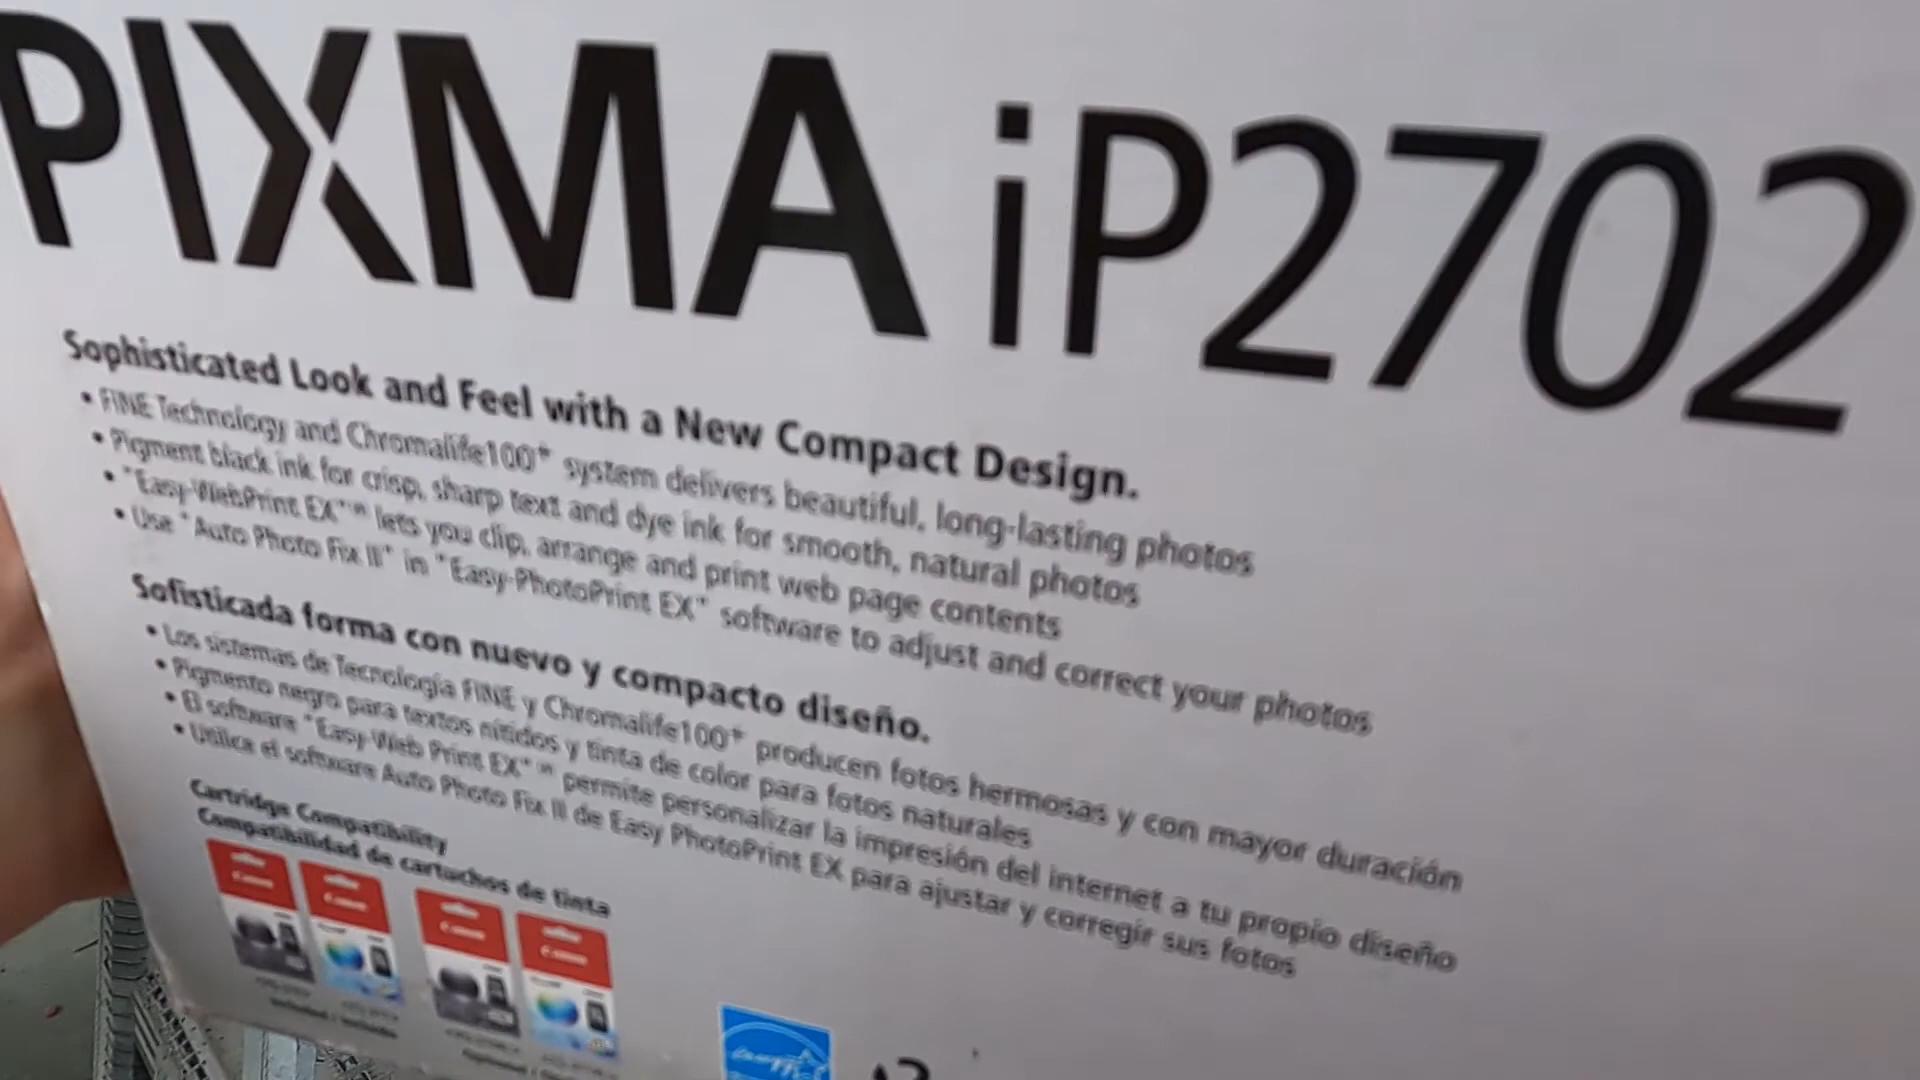 PIXMA iP2702
Sophisticated Look and Feel with a New Compact Design.
• FINE Technology and Chromalife100+ system delivers beautiful, long-lasting photos
• Pigment black ink for crisp, sharp text and dye ink for smooth, natural photos
• "Easy-WebPrint EX" lets you clip, arrange and print web page contents
• Use "Auto Photo Fix II" in "Easy-PhotoPrint EX" software to adjust and correct your photos
Sofisticada forma con nuevo y compacto diseño.
• Los sistemas de Tecnología FINE y Chromalife100+ producen fotos hermosas y con mayor duración
• Pigmento negro para textos nítidos y tinta de color para fotos naturales
• El software "Easy-Web Print EX" permite personalizar la impresión del internet a tu propio diseño
• Utilice el software Auto Photo Fix II de Easy PhotoPrint EX para ajustar y corregir sus fotos
Cartridge Compatibility
Compatibilidad de cartuchos de tinta
Canon Canon Canon Canon